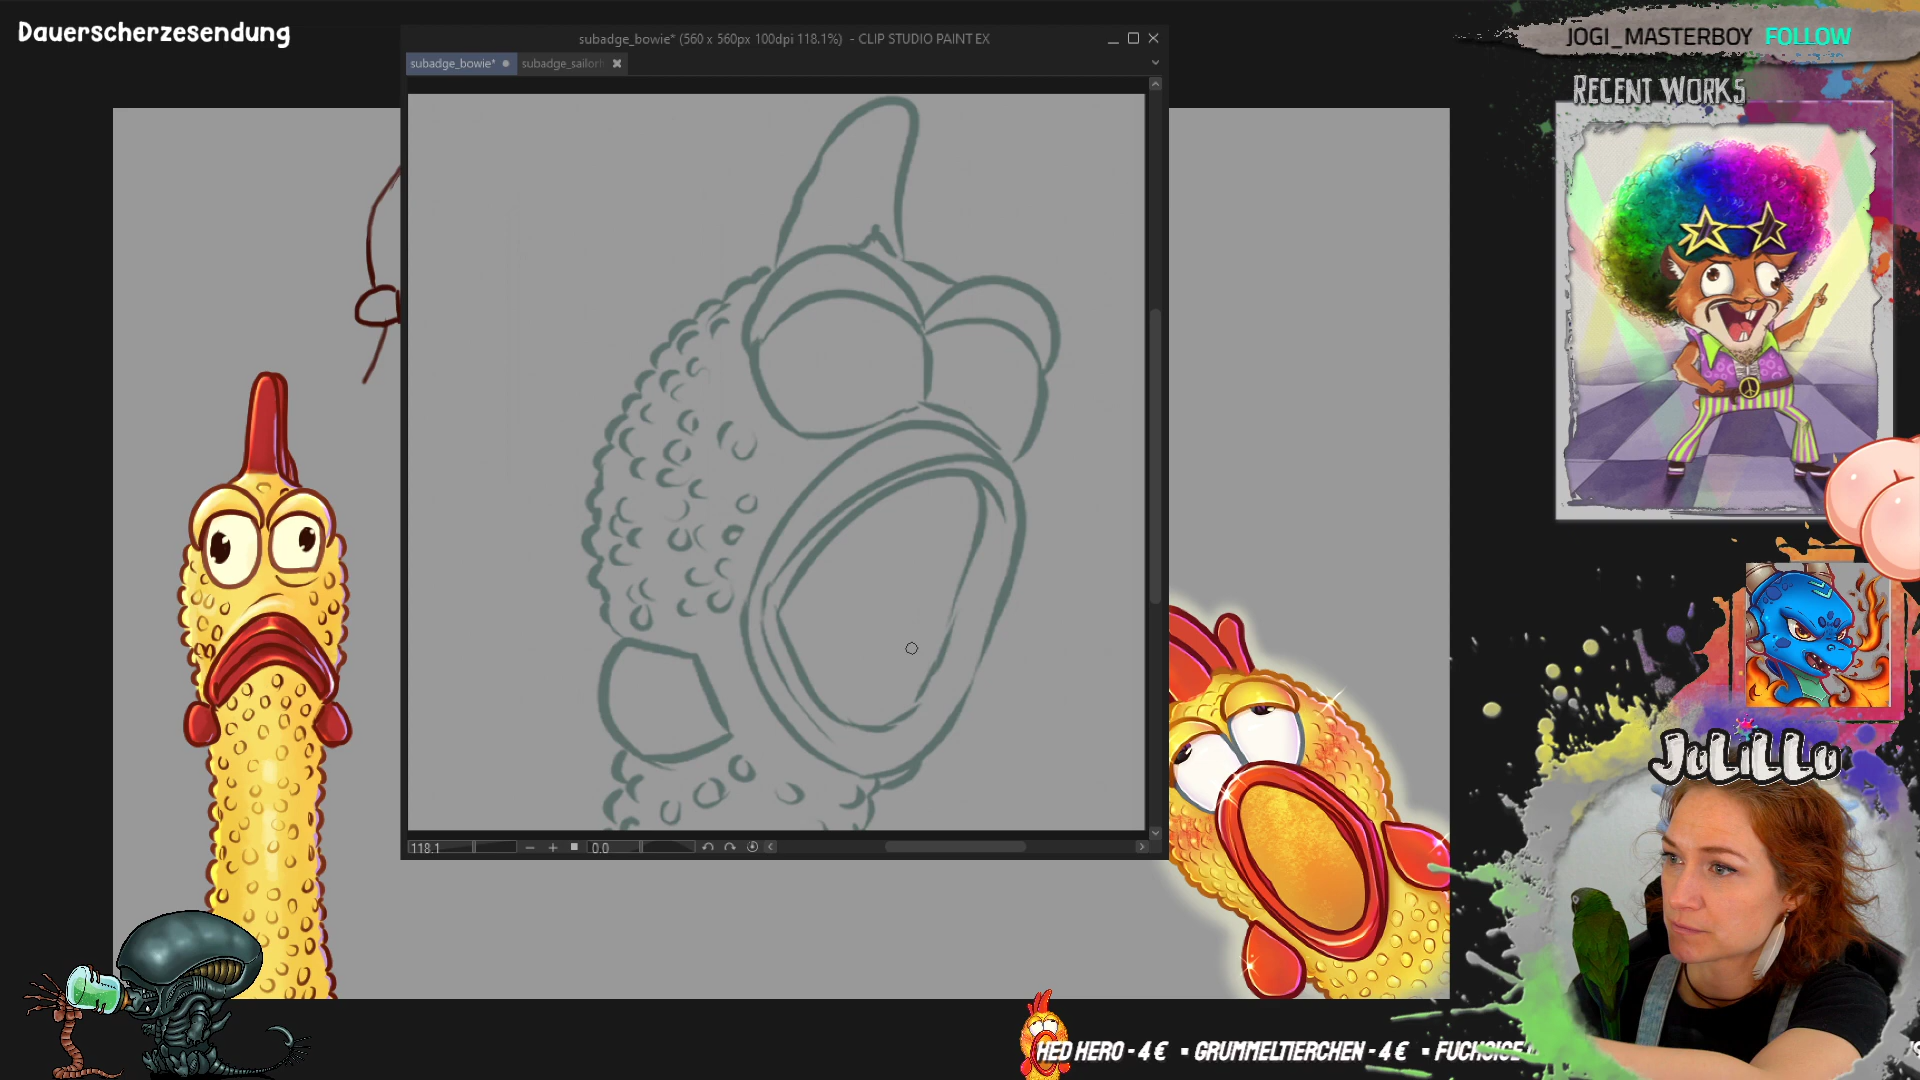 Dauerscherzesendung
subadge_bowie* (560 x 560px 100dpi 118.1%) - CLIP STUDIO PAINT EX
subadge_bowie*
118.1
0.0
JOGI_MASTERBOY FOLLOW
RECENT WORKS
JoLiLLu
HED HERO - 4 € ▪ GRUMMELTIERCHEN - 4 € ▪